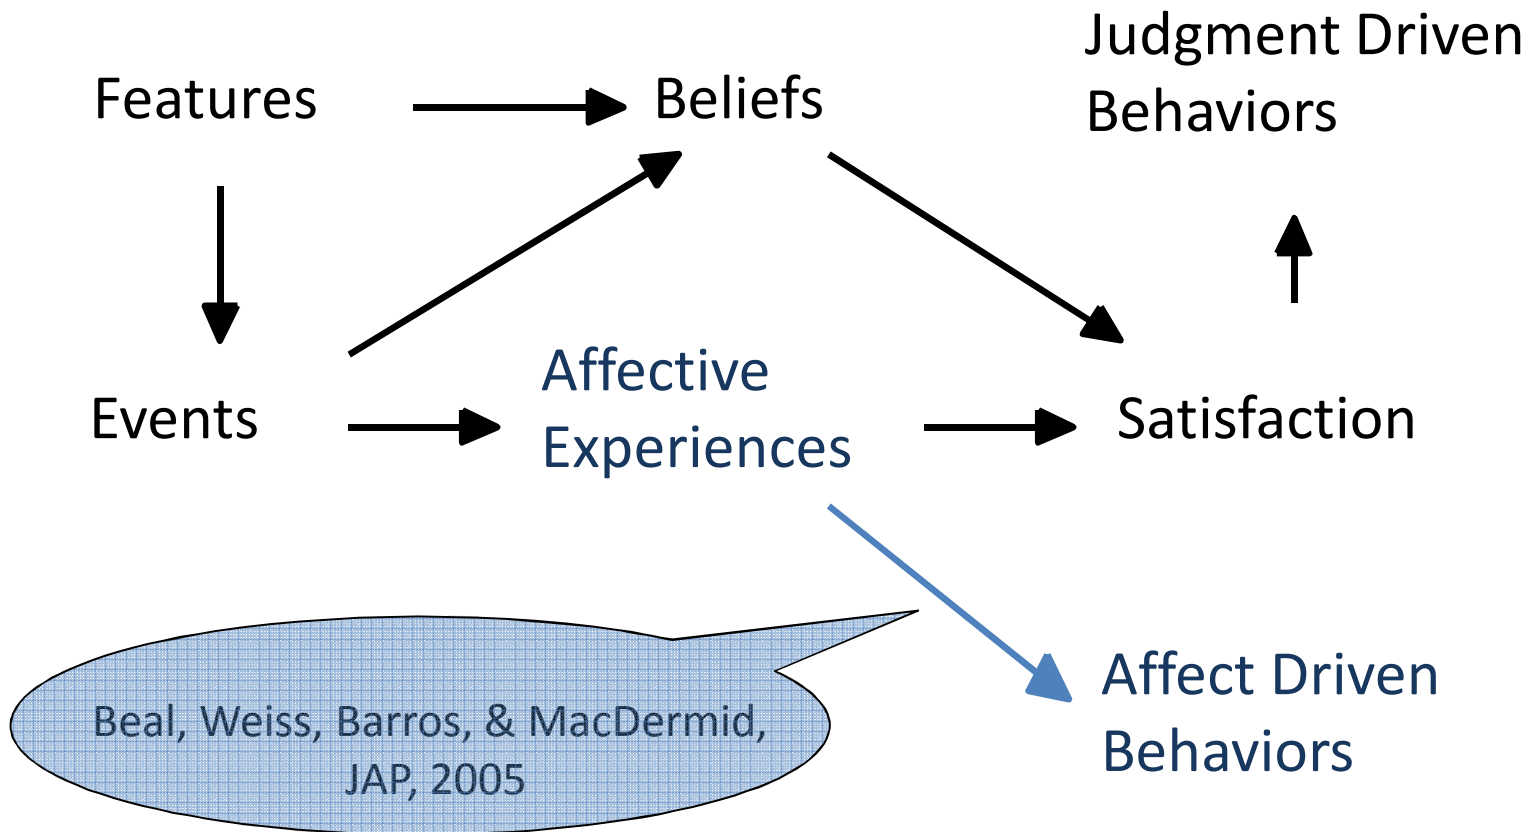 Judgment Driven
Behaviors
Features
Beliefs
Affective
Experiences
Events
Satisfaction
Affect Driven
Behaviors
Beal, Weiss, Barros, & MacDermid,
JAP, 2005